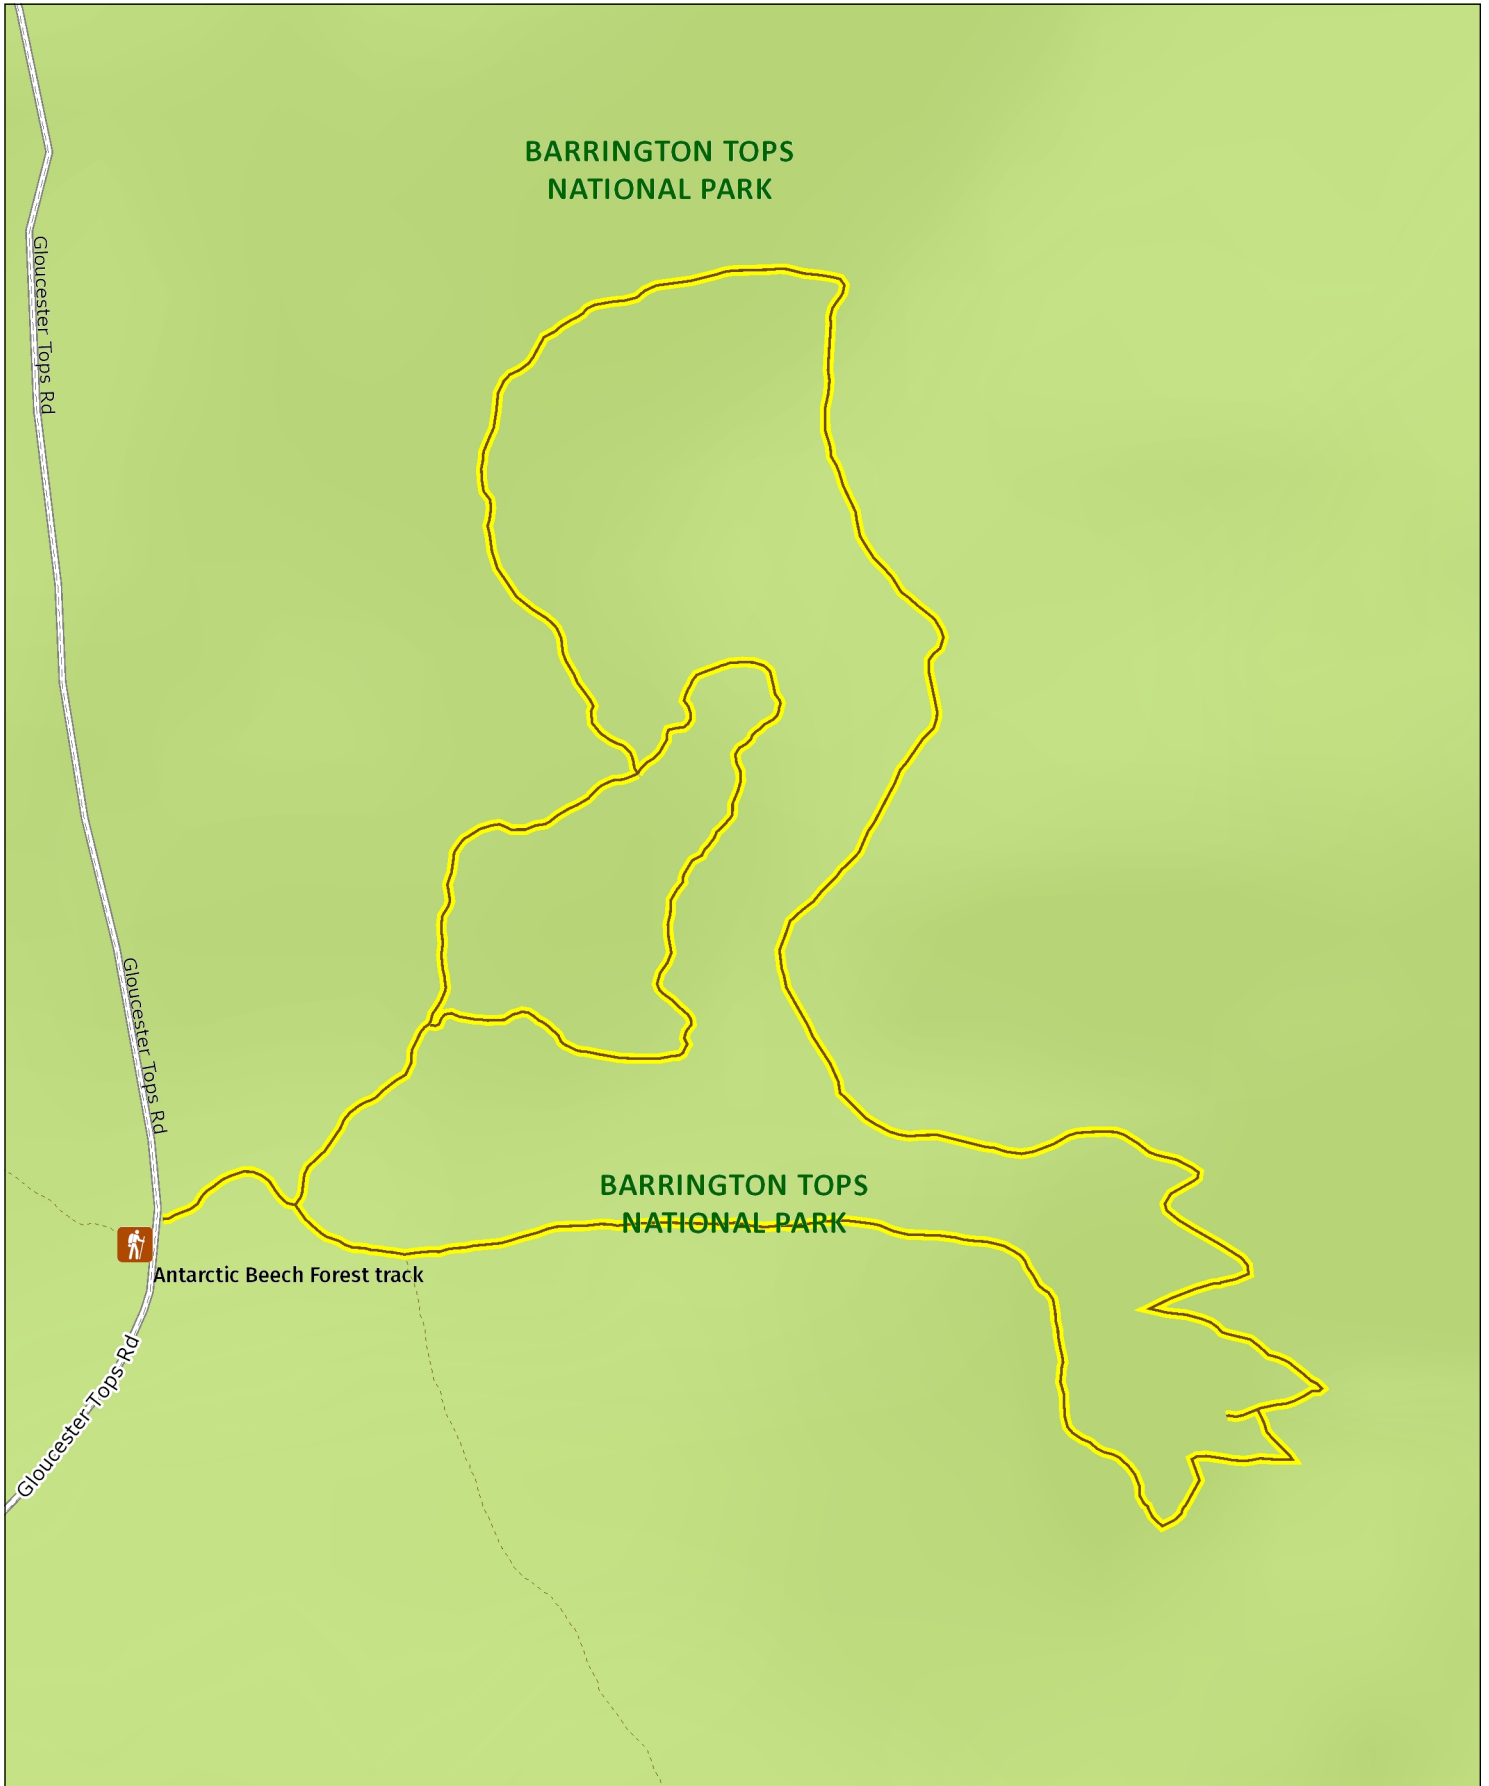 BARRINGTON TOPS
NATIONAL PARK
Gloucester Tops Rd
Gloucester Tops Rd
BARRINGTON TOPS
NATIONAL PARK
Antarctic Beech Forest track
Gloucester-Tops-Rd